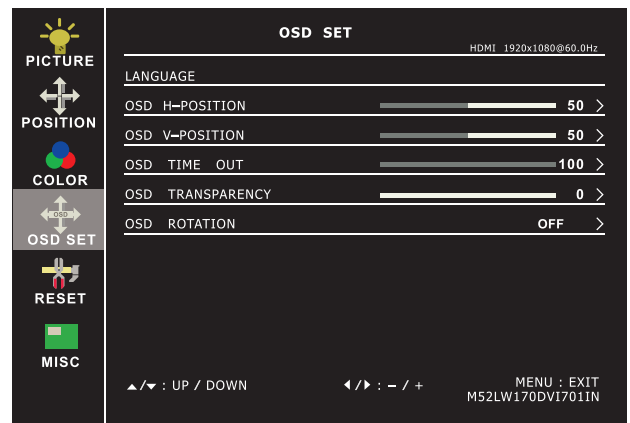 PICTURE
POSITION
COLOR
OSD
OSD SET
RESET
MISC
OSD SET
HDMI 1920x1080@60.0Hz
LANGUAGE
OSD H-POSITION 50 >
OSD V-POSITION 50 >
OSD TIME OUT 100 >
OSD TRANSPARENCY 0 >
OSD ROTATION OFF >
▲/▼ : UP / DOWN ◀/▶ : - / + MENU : EXIT
M52LW170DVI701IN